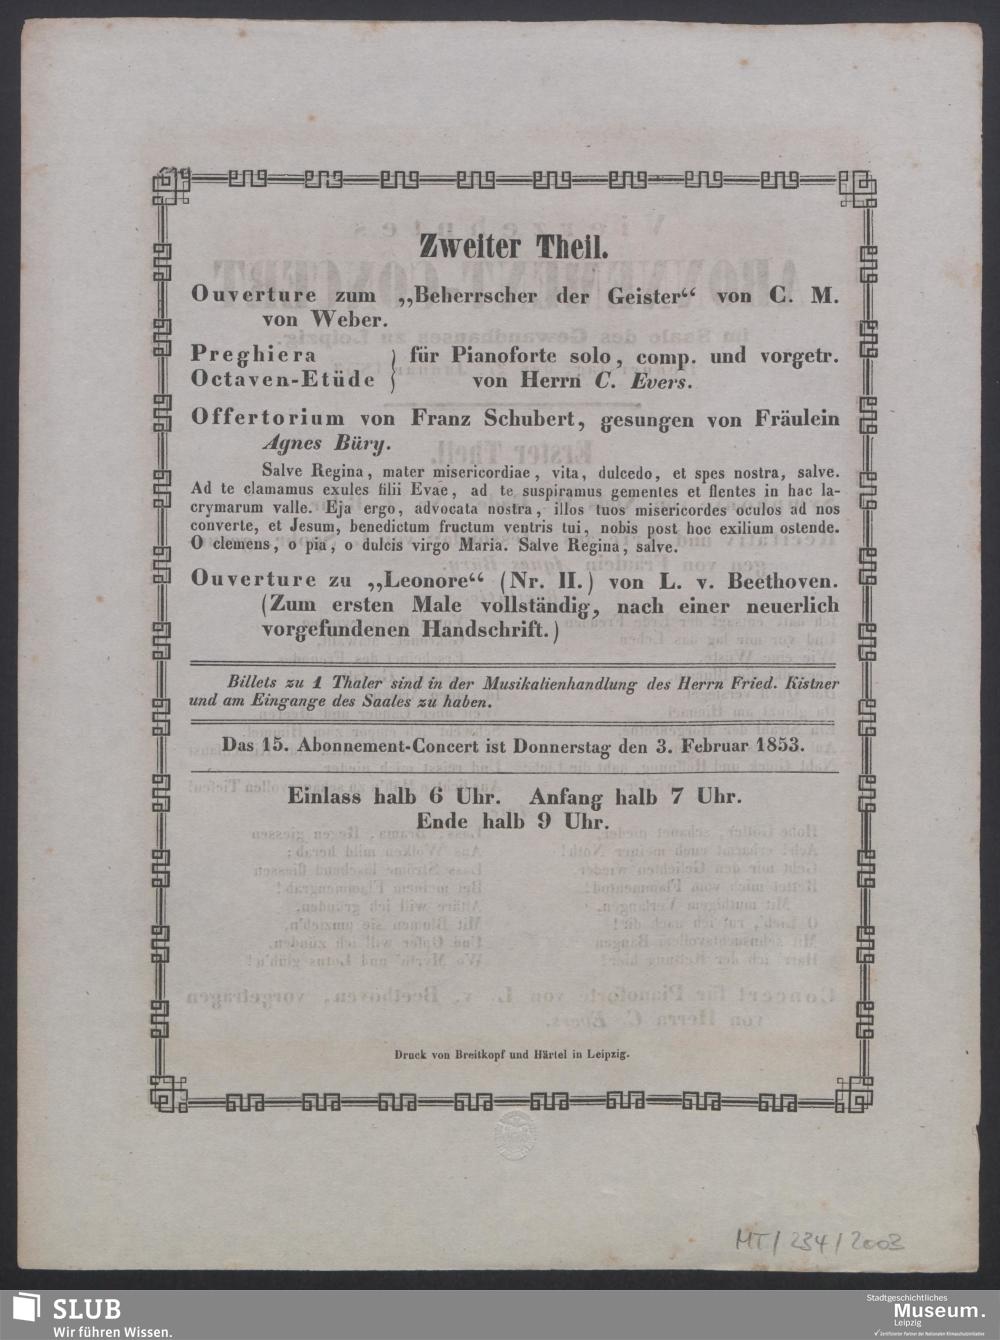 Zweiter Theil.
Ouverture zum „Beherrscher der Geister“ von C. M.
von Weber.
Preghiera } für Pianoforte solo, comp. und vorgetr.
Octaven-Etüde } von Herrn C. Evers.
Offertorium von Franz Schubert, gesungen von Fräulein
Agnes Büry.
Salve Regina, mater misericordiae, vita, dulcedo, et spes nostra, salve.
Ad te clamamus exules filii Evae, ad te suspiramus gementes et flentes in hac la-
crymarum valle. Eja ergo, advocata nostra, illos tuos misericordes oculos ad nos
converte, et Jesum, benedictum fructum ventris tui, nobis post hoc exilium ostende.
O clemens, o pia, o dulcis virgo Maria. Salve Regina, salve.
Ouverture zu „Leonore“ (Nr. II.) von L. v. Beethoven.
(Zum ersten Male vollständig, nach einer neuerlich
vorgefundenen Handschrift.)
Billets zu 1 Thaler sind in der Musikalienhandlung des Herrn Fried. Kistner
und am Eingange des Saales zu haben.
Das 15. Abonnement-Concert ist Donnerstag den 3. Februar 1853.
Einlass halb 6 Uhr. Anfang halb 7 Uhr.
Ende halb 9 Uhr.
Druck von Breitkopf und Härtel in Leipzig.
MT/234/2003
SLUB
Wir führen Wissen.
Stadtgeschichtliches
Museum.
Leipzig
✓ Zertifizierter Partner der Nationalen Klimaschutzinitiative